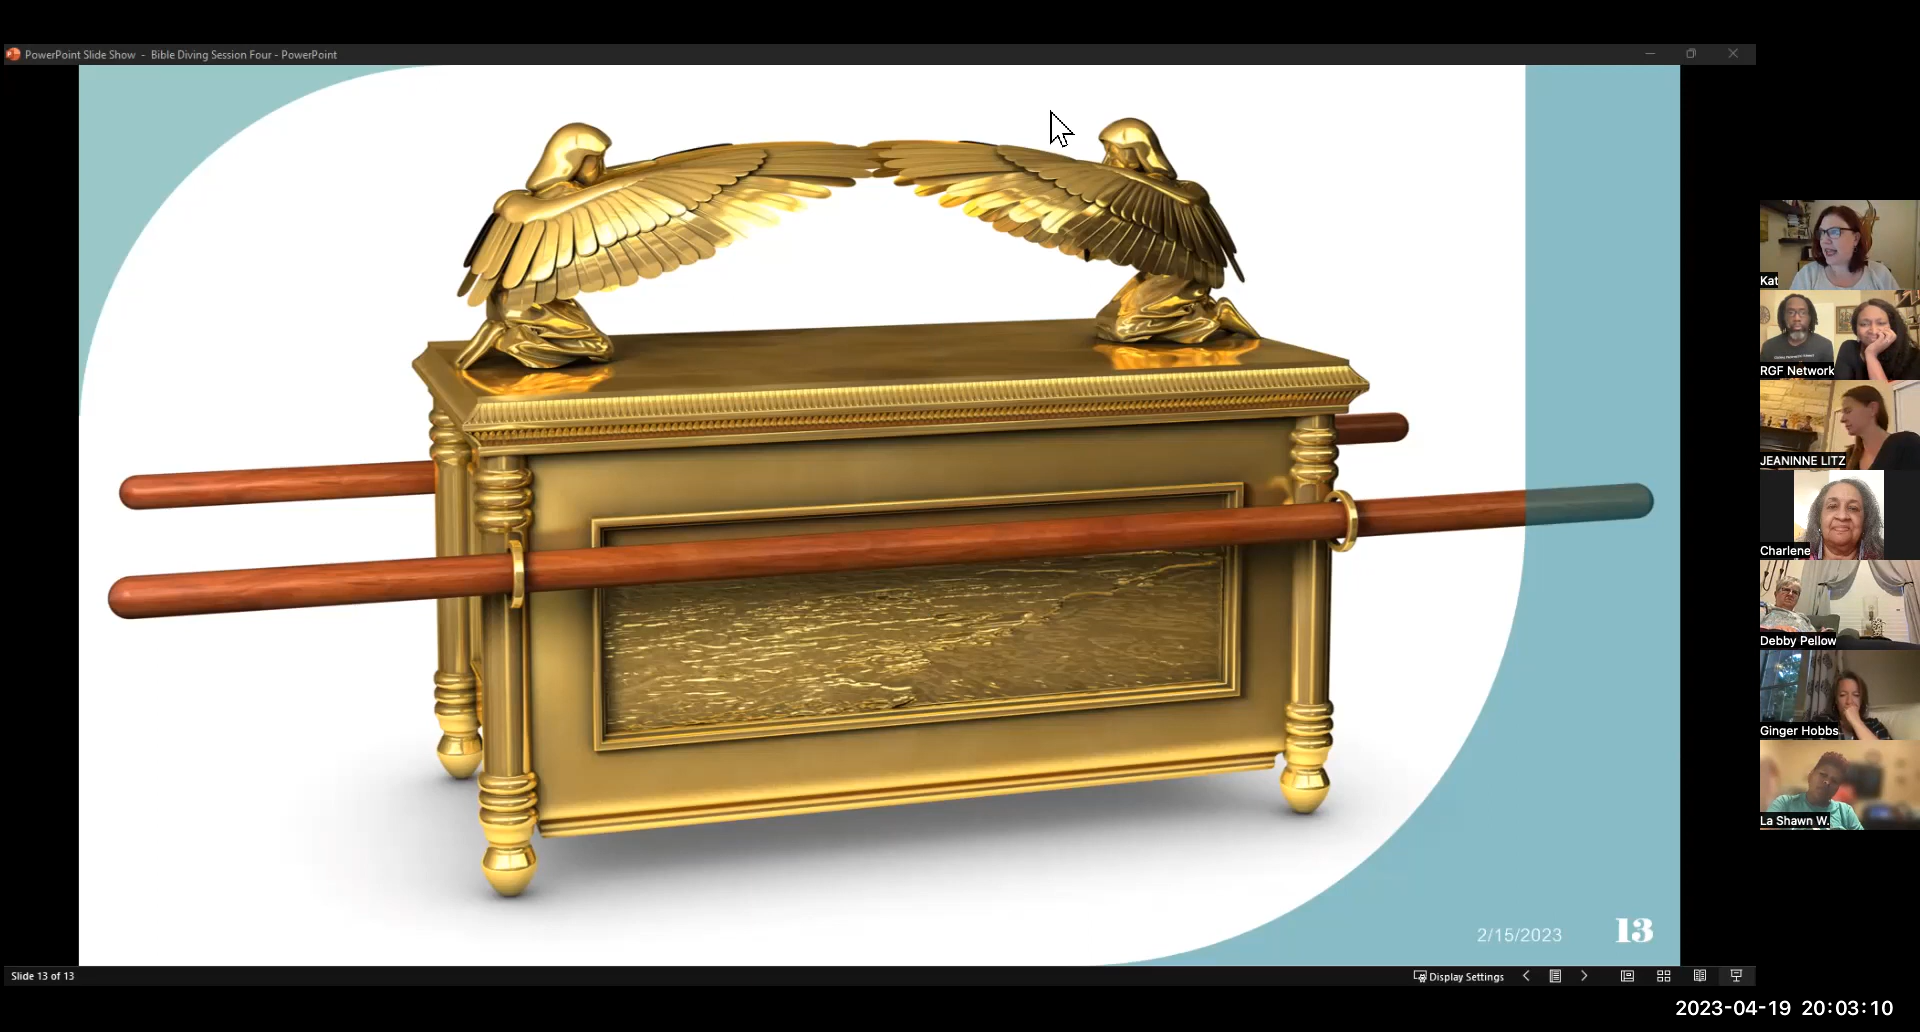 PowerPoint Slide Show - Bible Diving Session Four - PowerPoint
Kat
RGF Network
JEANINNE LITZ
Charlene
Debby Pellow
Ginger Hobbs
La Shawn W.
2/15/2023
13
Slide 13 of 13
Display Settings
2023-04-19 20:03:10